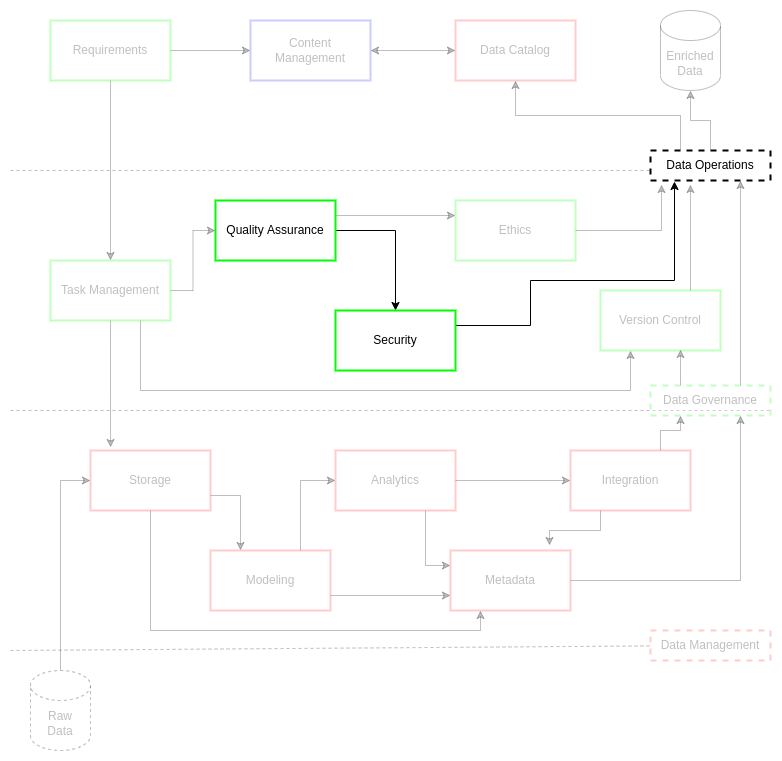 Requirements
Content
Management
Data Catalog
Enriched
Data
Data Operations
Quality Assurance
Ethics
Task Management
Security
Version Control
Data Governance
Storage
Analytics
Integration
Modeling
Metadata
Data Management
Raw
Data